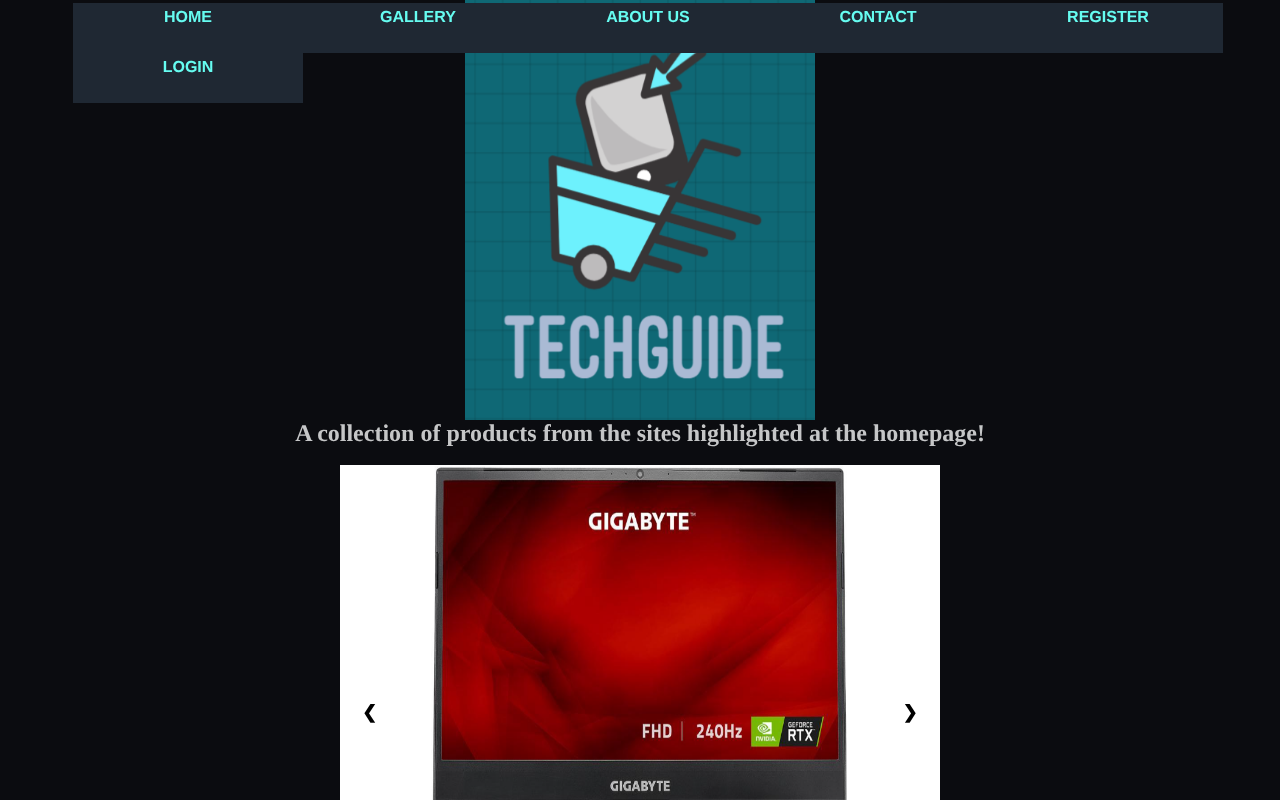 HOME GALLERY ABOUT US CONTACT REGISTER
LOGIN
TECHGUIDE
A collection of products from the sites highlighted at the homepage!
GIGABYTE™
❮ ❯
FHD | 240Hz NVIDIA GEFORCE RTX
GIGABYTE